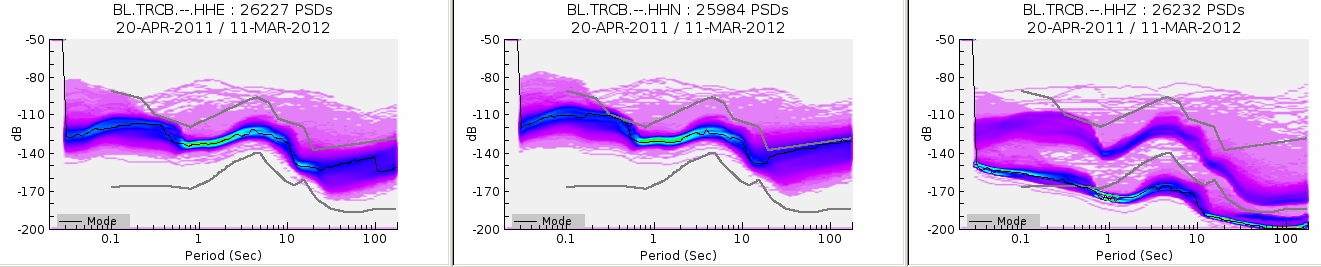 BL.TRCB.--.HHE : 26227 PSDs
20-APR-2011 / 11-MAR-2012
-50
-80
-110
-140
-170
-200
dB
Mode
0.1 1 10 100
Period (Sec)
BL.TRCB.--.HHN : 25984 PSDs
20-APR-2011 / 11-MAR-2012
-50
-80
-110
-140
-170
-200
dB
Mode
0.1 1 10 100
Period (Sec)
BL.TRCB.--.HHZ : 26232 PSDs
20-APR-2011 / 11-MAR-2012
-50
-80
-110
-140
-170
-200
dB
Mode
0.1 1 10 100
Period (Sec)